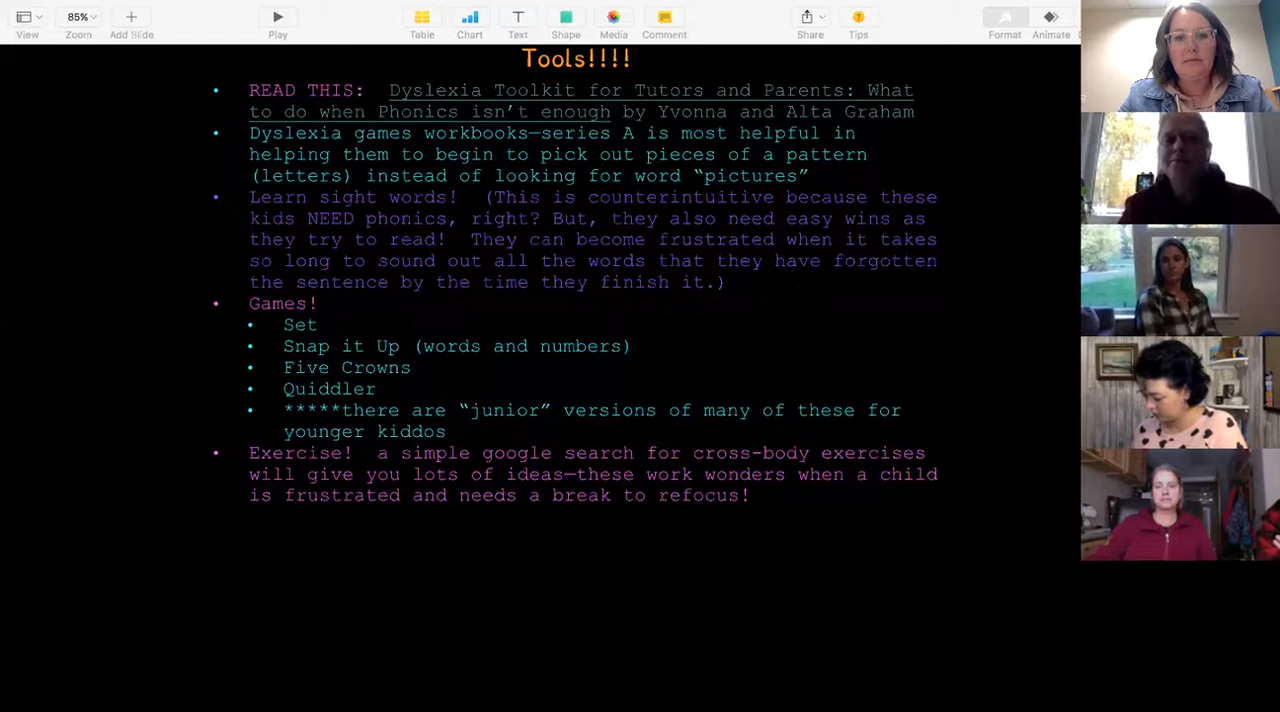 85%
View
Zoom
Add Slide
Play
Table
Chart
Text
Shape
Media
Comment
Share
Tips
Format
Animate
Tools!!!!
• READ THIS: Dyslexia Toolkit for Tutors and Parents: What
to do when Phonics isn’t enough by Yvonna and Alta Graham
• Dyslexia games workbooks—series A is most helpful in
helping them to begin to pick out pieces of a pattern
(letters) instead of looking for word “pictures”
• Learn sight words! (This is counterintuitive because these
kids NEED phonics, right? But, they also need easy wins as
they try to read! They can become frustrated when it takes
so long to sound out all the words that they have forgotten
the sentence by the time they finish it.)
• Games!
• Set
• Snap it Up (words and numbers)
• Five Crowns
• Quiddler
• *****there are “junior” versions of many of these for
younger kiddos
• Exercise! a simple google search for cross-body exercises
will give you lots of ideas—these work wonders when a child
is frustrated and needs a break to refocus!